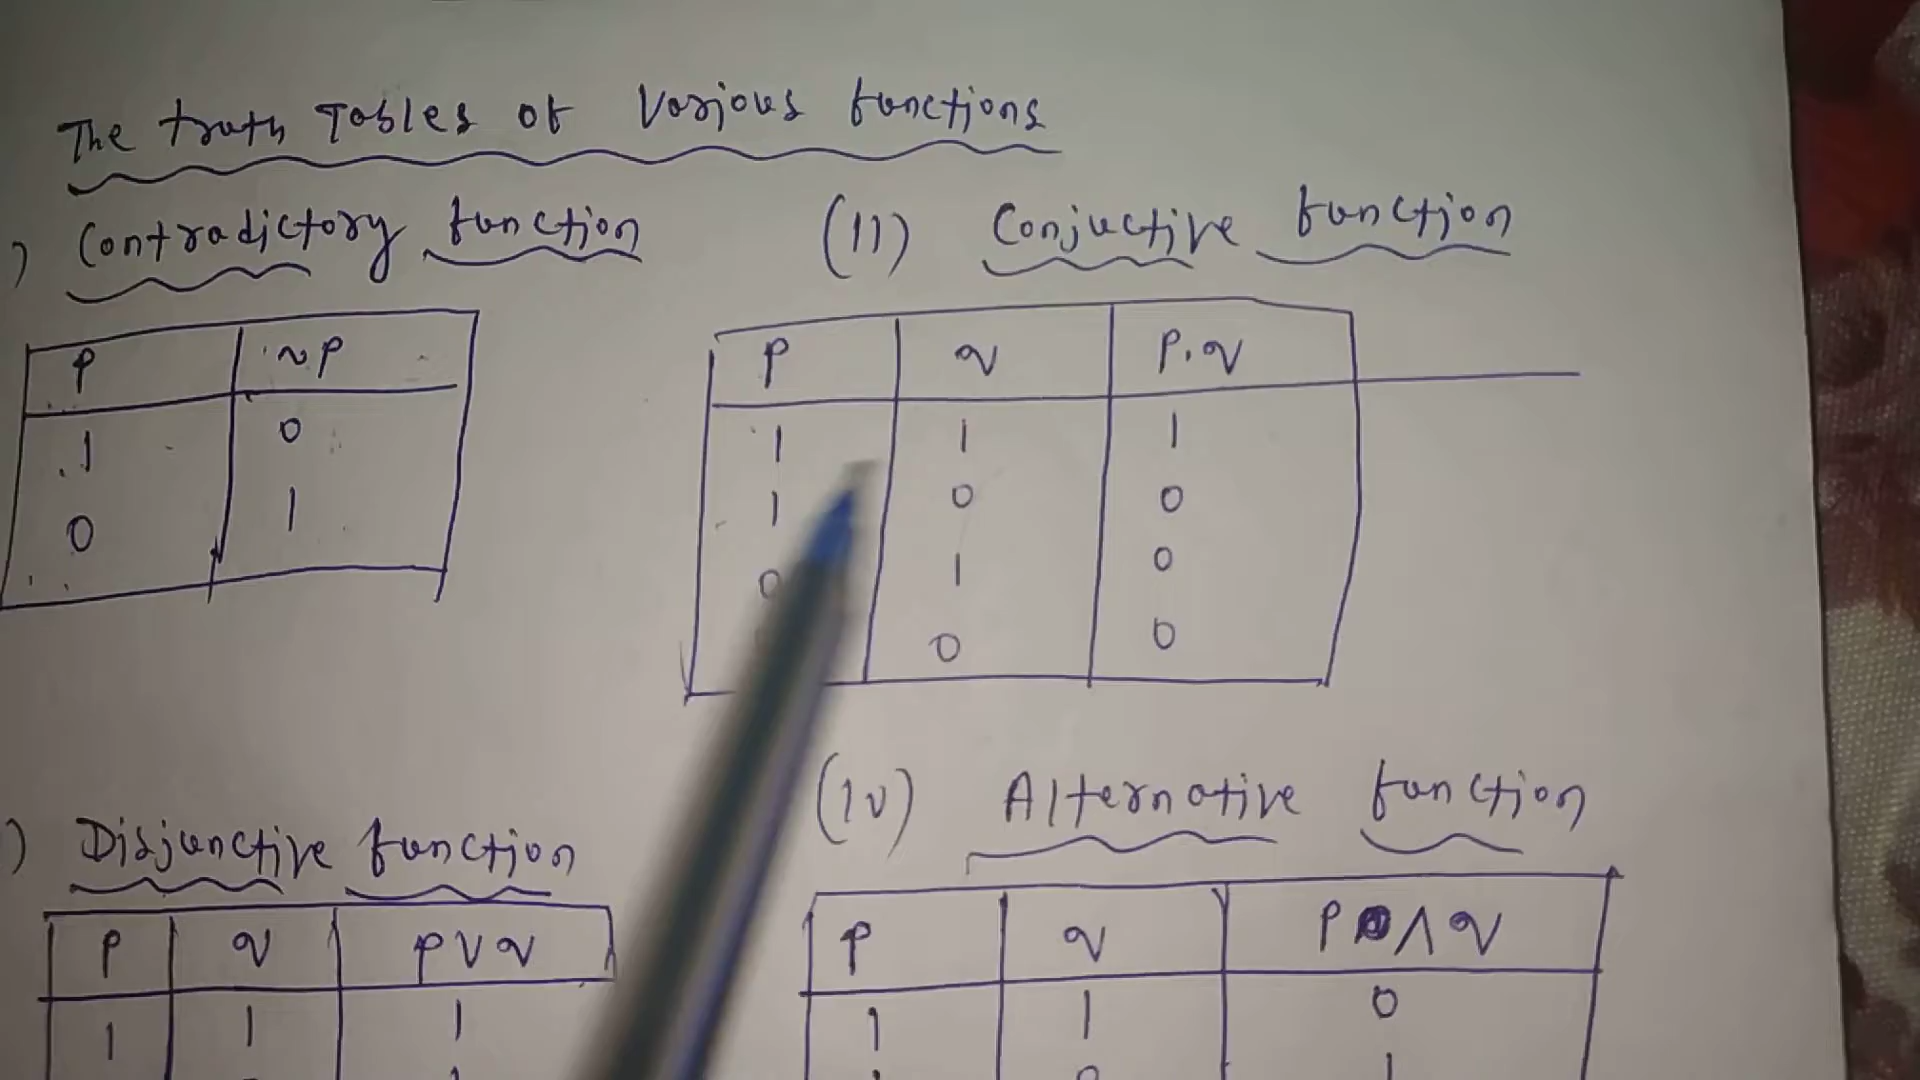 The truth Tables of Various functions
) Contradictory function
P ~P
1 0
0 1
(II) Conjuctive function
P q P.q
1 1 1
1 0 0
0 1 0
0 0
) Disjunctive function
P q P V q
1 1 1
(IV) Alternative function
P q P Λ q
1 1 0